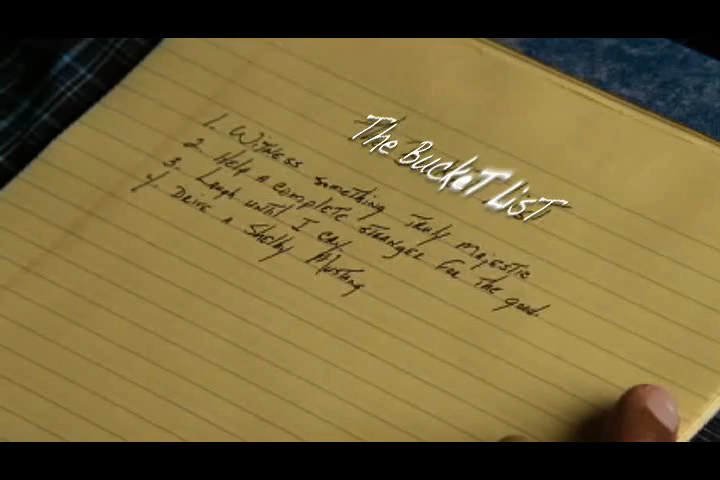 The Bucket List
1. Witness something truly majestic
2. Help a complete stranger for the good.
3. Laugh until I cry
4. Drive a Shelby Mustang